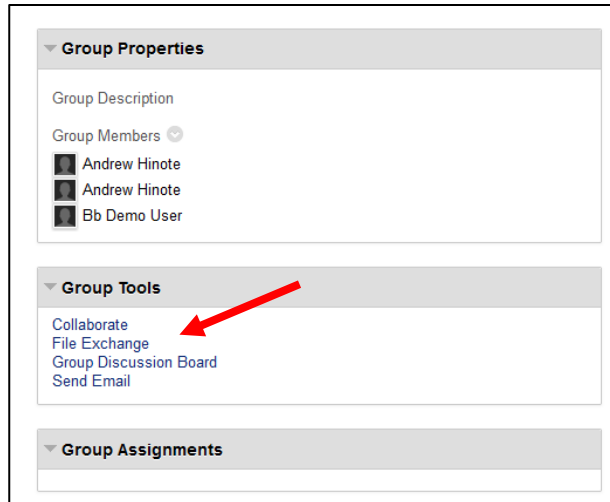 Group Properties
Group Description
Group Members
Andrew Hinote
Andrew Hinote
Bb Demo User
Group Tools
Collaborate
File Exchange
Group Discussion Board
Send Email
Group Assignments